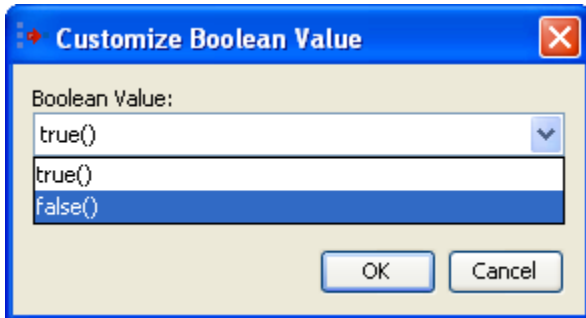 Customize Boolean Value
Boolean Value:
true()
true()
false()
OK Cancel